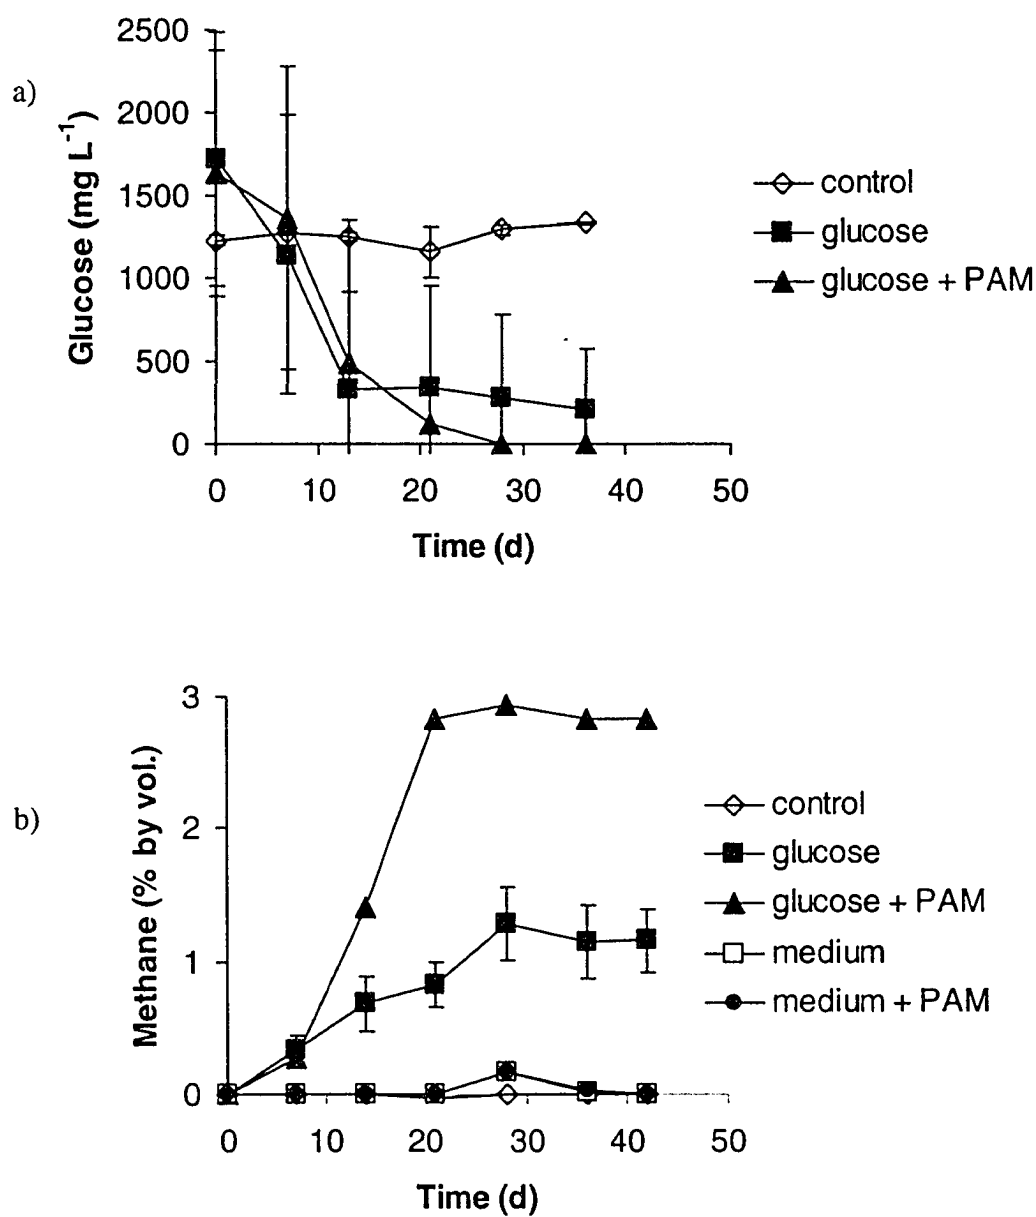 a)
Glucose (mg L⁻¹)
2500
2000
1500
1000
500
0
0 10 20 30 40 50
Time (d)
control
glucose
glucose + PAM
b)
Methane (% by vol.)
3
2
1
0
0 10 20 30 40 50
Time (d)
control
glucose
glucose + PAM
medium
medium + PAM